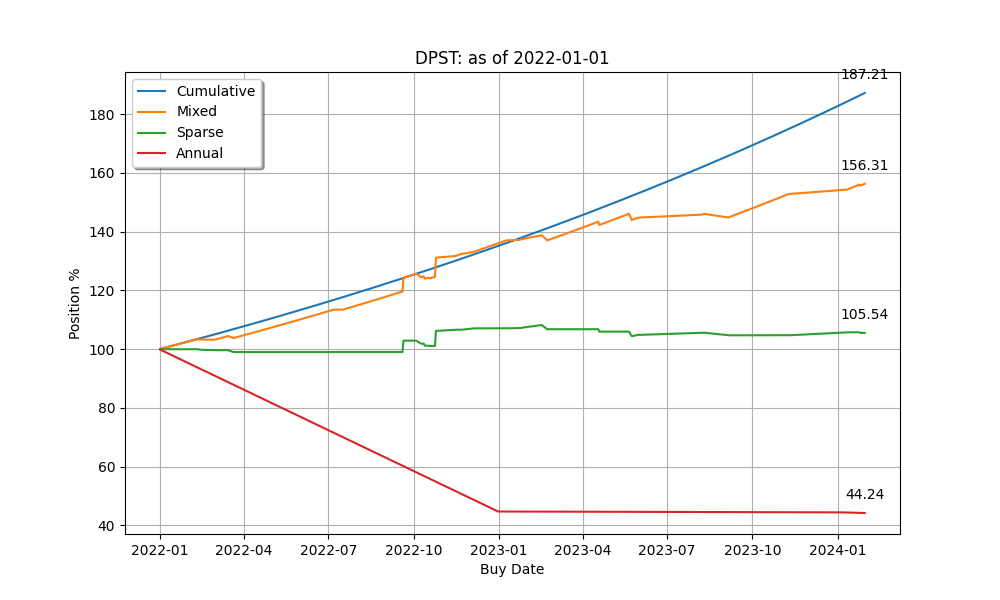 DPST: as of 2022-01-01
187.21
Cumulative
Mixed
Sparse
Annual
156.31
105.54
44.24
Position %
180
160
140
120
100
80
60
40
2022-01 2022-04 2022-07 2022-10 2023-01 2023-04 2023-07 2023-10 2024-01
Buy Date